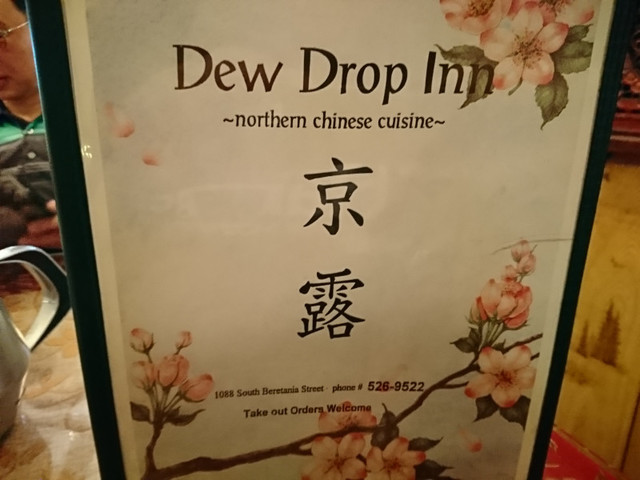 Dew Drop Inn
~northern chinese cuisine~
京
露
1088 South Beretania Street · phone # 526-9522
Take out Orders Welcome